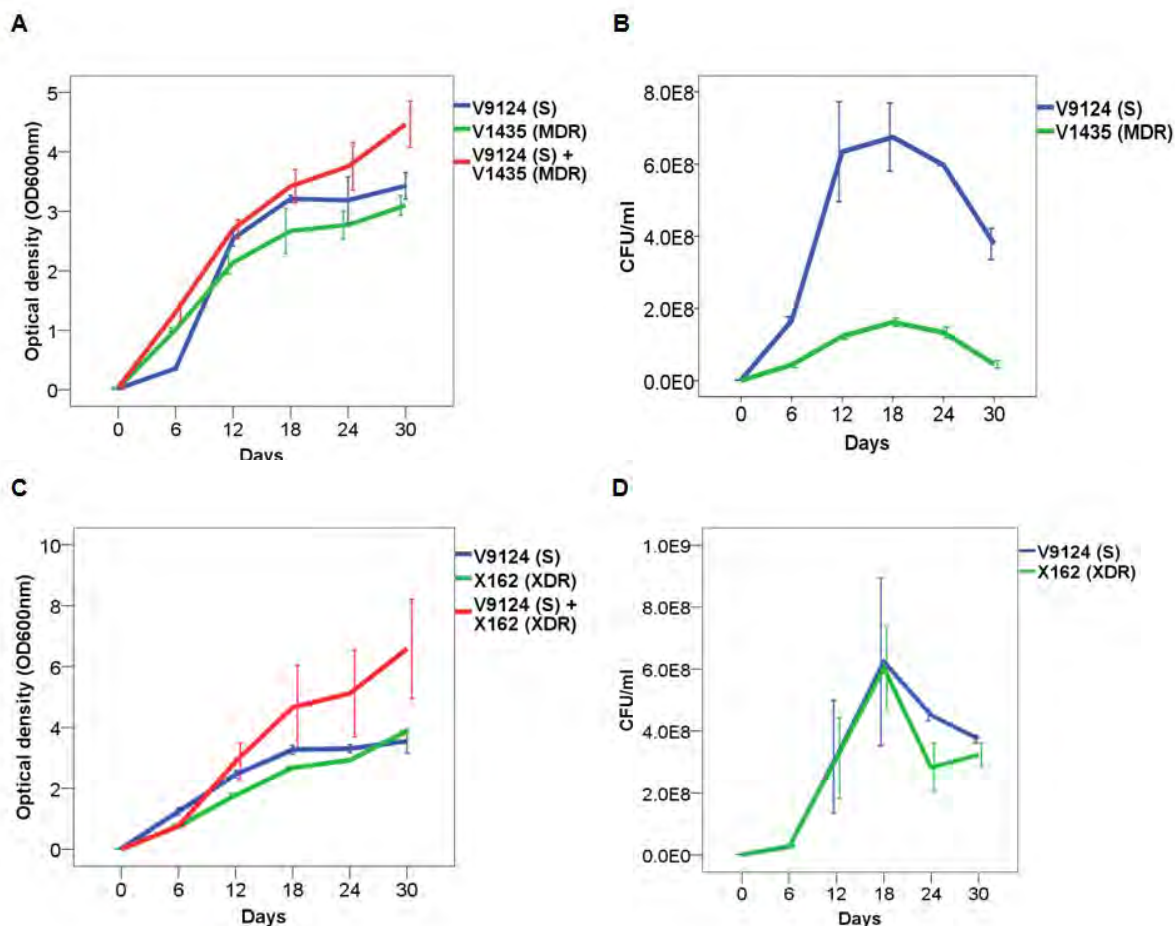 A
Optical density (OD600nm)
5
4
3
2
1
0
0 6 12 18 24 30
Days
V9124 (S)
V1435 (MDR)
V9124 (S) +
V1435 (MDR)
B
CFU/ml
8.0E8
6.0E8
4.0E8
2.0E8
0.0E0
0 6 12 18 24 30
Days
V9124 (S)
V1435 (MDR)
C
Optical density (OD600nm)
10
8
6
4
2
0
0 6 12 18 24 30
Days
V9124 (S)
X162 (XDR)
V9124 (S) +
X162 (XDR)
D
CFU/ml
1.0E9
8.0E8
6.0E8
4.0E8
2.0E8
0.0E0
0 6 12 18 24 30
Days
V9124 (S)
X162 (XDR)